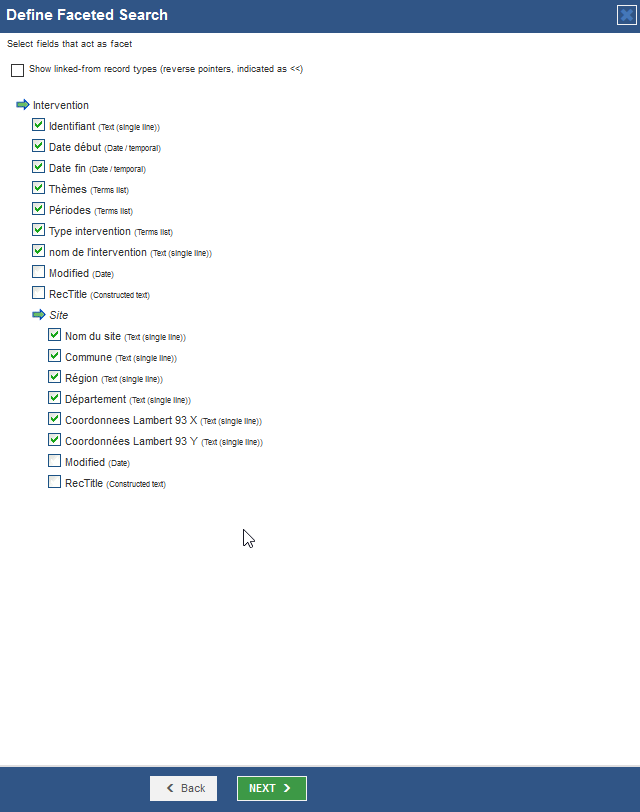 Define Faceted Search
Select fields that act as facet
Show linked-from record types (reverse pointers, indicated as <<)
Intervention
Identifiant (Text (single line))
Date début (Date / temporal)
Date fin (Date / temporal)
Thèmes (Terms list)
Périodes (Terms list)
Type intervention (Terms list)
nom de l'intervention (Text (single line))
Modified (Date)
RecTitle (Constructed text)
Site
Nom du site (Text (single line))
Commune (Text (single line))
Région (Text (single line))
Département (Text (single line))
Coordonnees Lambert 93 X (Text (single line))
Coordonnées Lambert 93 Y (Text (single line))
Modified (Date)
RecTitle (Constructed text)
Back NEXT